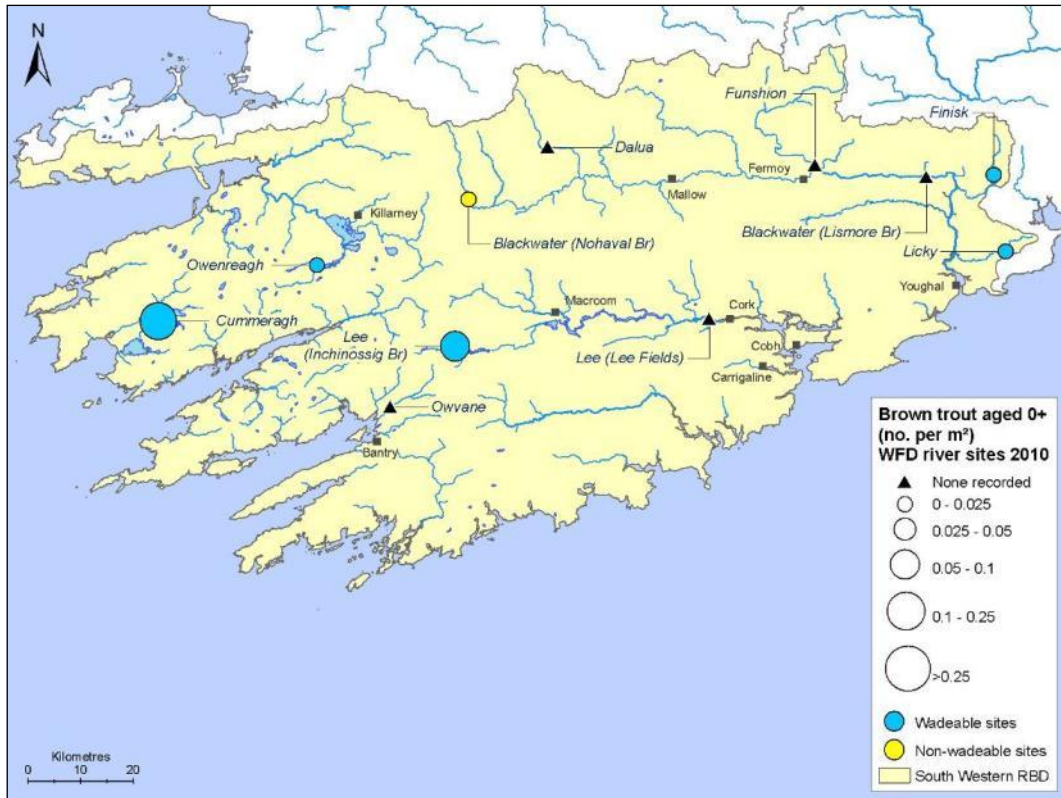 N
Funshion
Finisk
Dalua
Fermoy
Mallow
Killarney
Blackwater (Nohaval Br)
Blackwater (Lismore Br)
Owenreagh
Licky
Youghal
Macroom
Cummeragh
Cork
Lee
(Inchinossig Br)
Lee (Lee Fields)
Cobh
Carrigaline
Owvane
Bantry
Brown trout aged 0+
(no. per m²)
WFD river sites 2010
None recorded
0 - 0.025
0.025 - 0.05
0.05 - 0.1
0.1 - 0.25
>0.25
Wadeable sites
Non-wadeable sites
South Western RBD
Kilometres
0 10 20